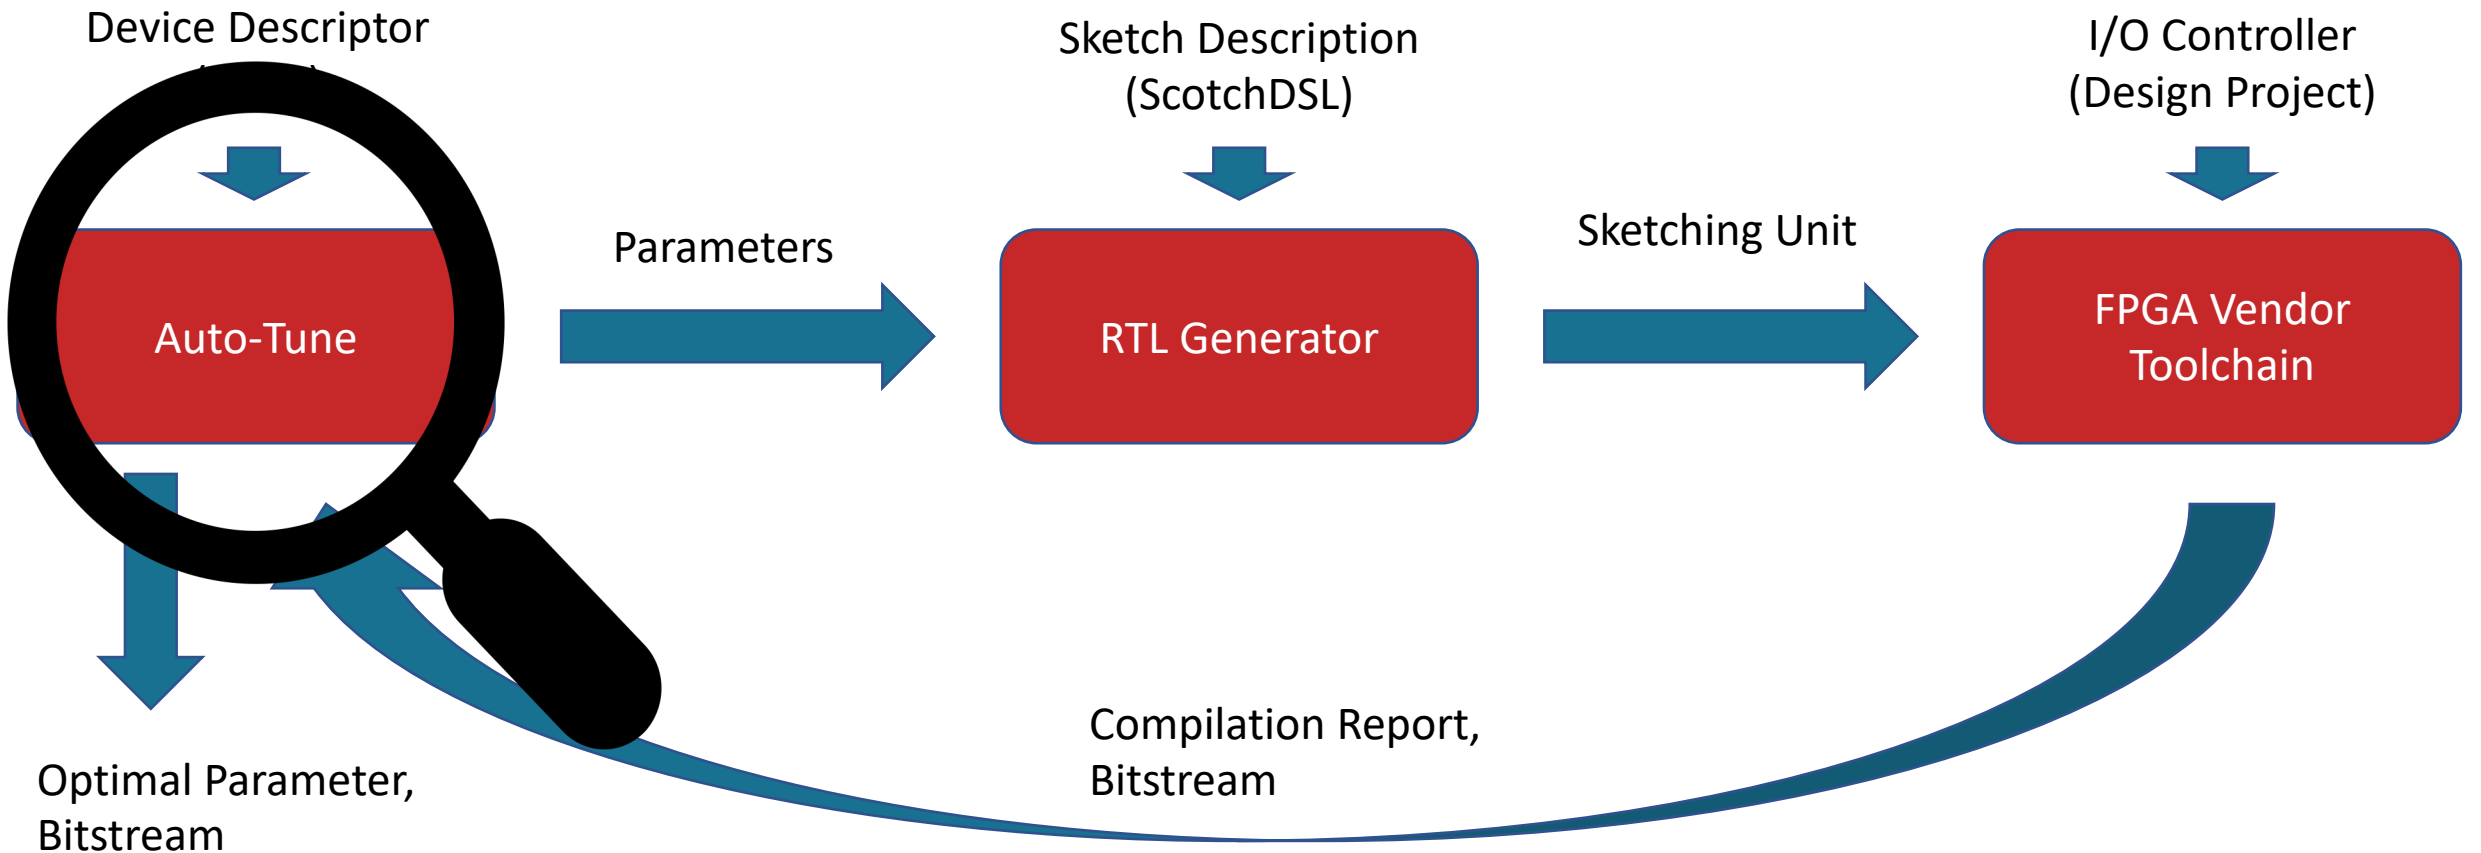 Device Descriptor
Sketch Description
(ScotchDSL)
I/O Controller
(Design Project)
Parameters
Sketching Unit
Auto-Tune
RTL Generator
FPGA Vendor
Toolchain
Compilation Report,
Bitstream
Optimal Parameter,
Bitstream